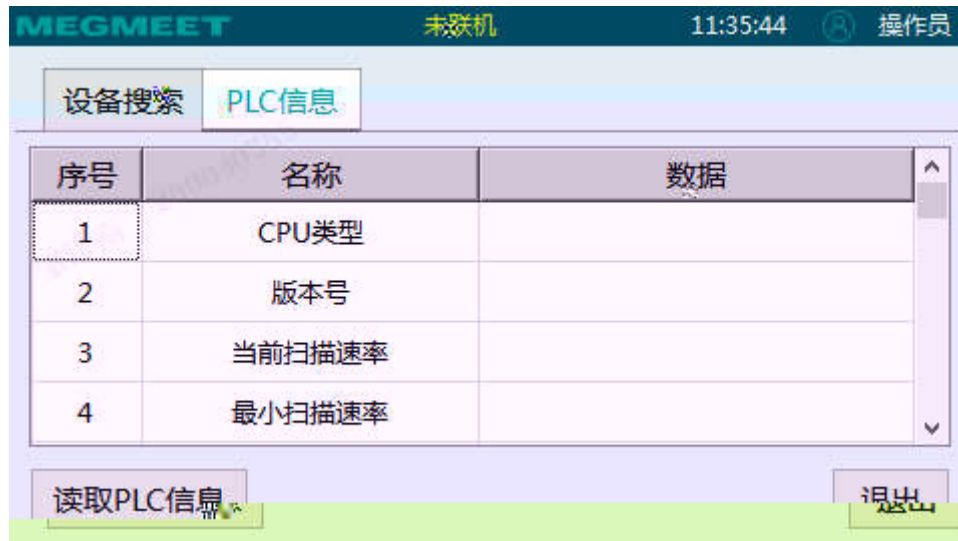 MEGMEET 未联机 11:35:44 操作员
设备搜索 PLC信息
序号 名称 数据
1 CPU类型
2 版本号
3 当前扫描速率
4 最小扫描速率
读取PLC信息 退出